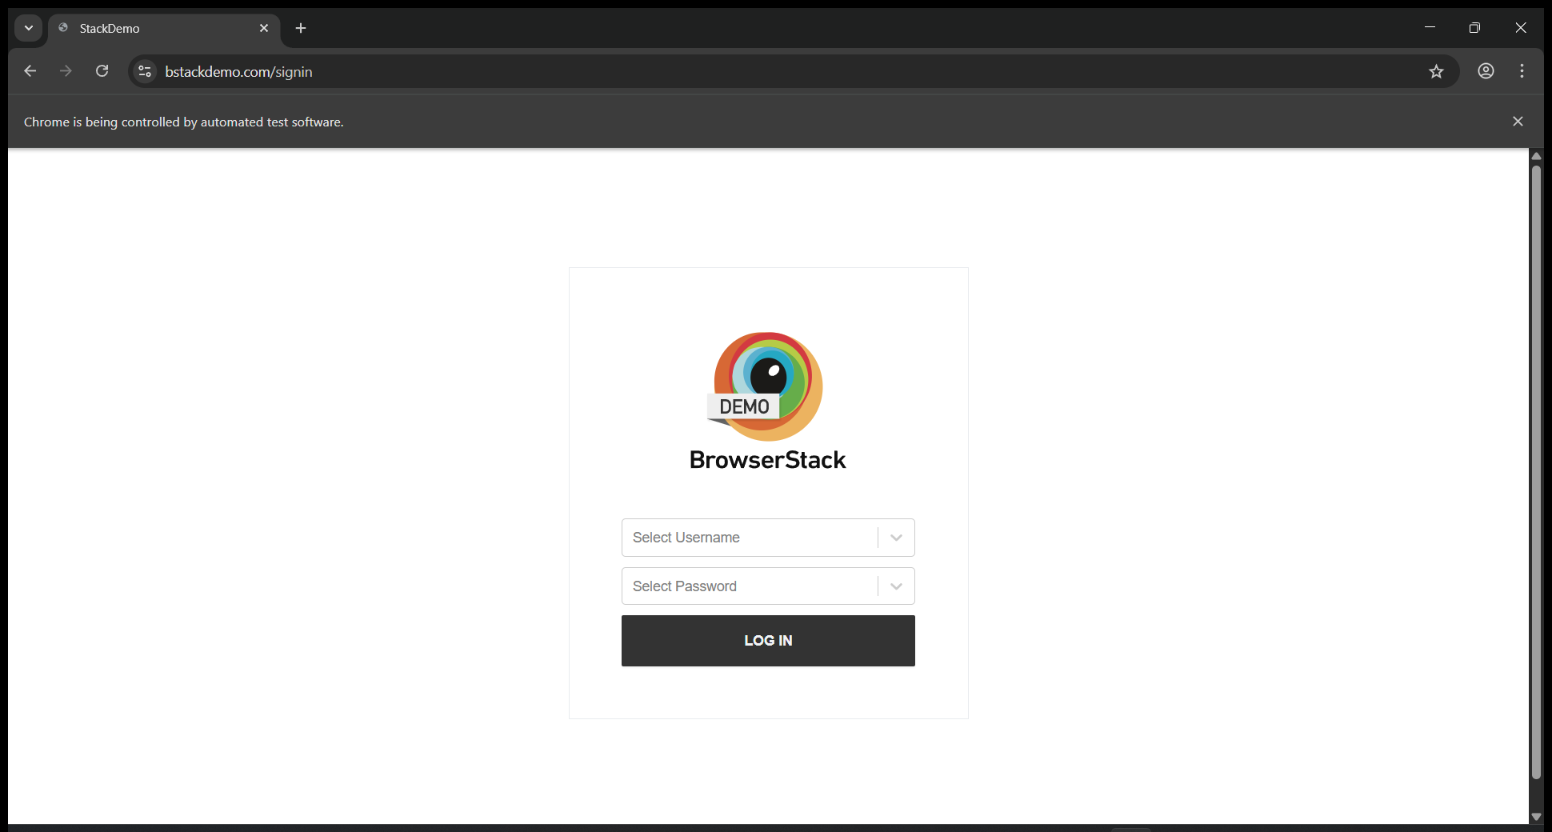 StackDemo
bstackdemo.com/signin
Chrome is being controlled by automated test software.
DEMO
BrowserStack
Select Username
Select Password
LOG IN